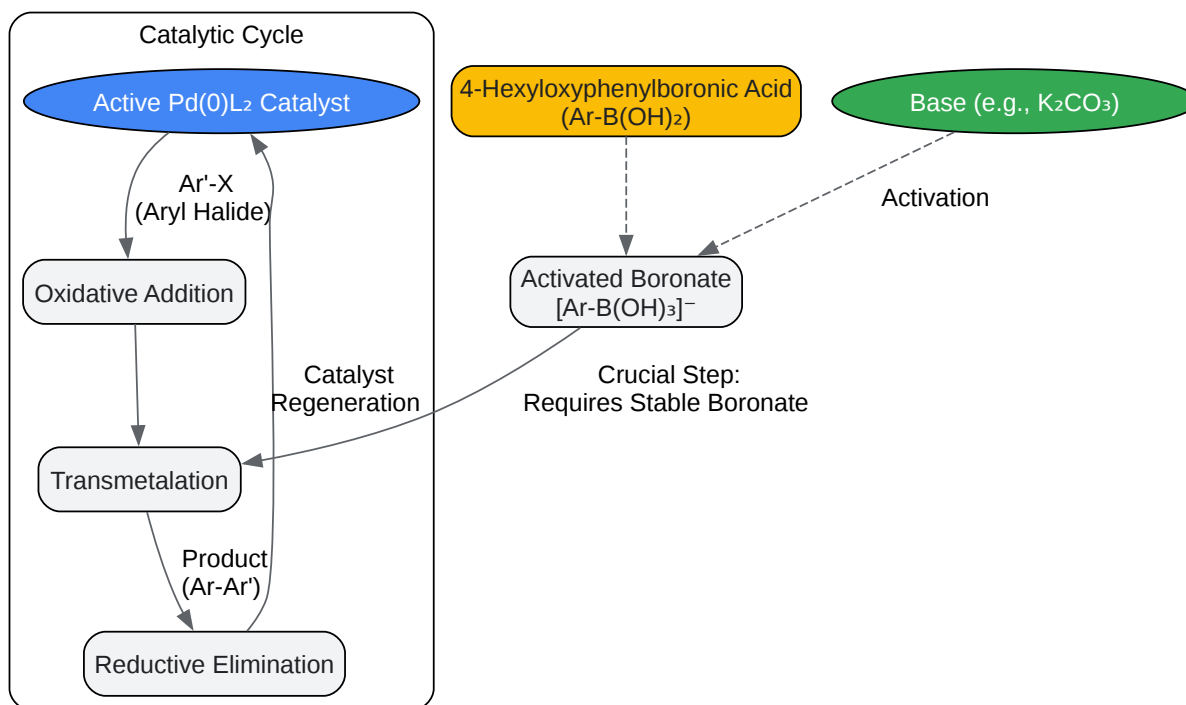 Catalytic Cycle
Active Pd(0)L₂ Catalyst
4-Hexyloxyphenylboronic Acid
(Ar-B(OH)₂)
Base (e.g., K₂CO₃)
Ar'-X
(Aryl Halide)
Activation
Oxidative Addition
Activated Boronate
[Ar-B(OH)₃]⁻
Catalyst
Regeneration
Crucial Step:
Requires Stable Boronate
Transmetalation
Product
(Ar-Ar')
Reductive Elimination